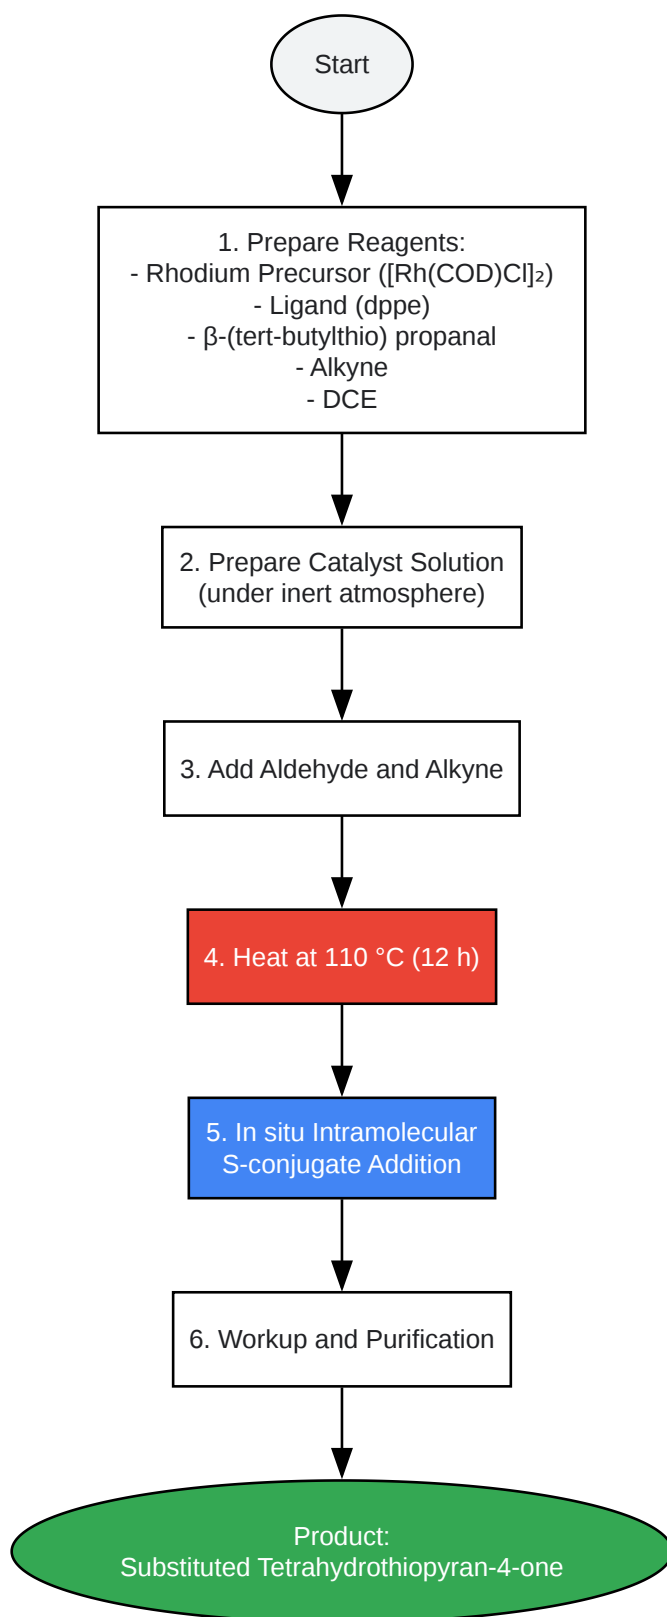 Start
1. Prepare Reagents:
- Rhodium Precursor ([Rh(COD)Cl]₂)
- Ligand (dppe)
- β-(tert-butylthio) propanal
- Alkyne
- DCE
2. Prepare Catalyst Solution
(under inert atmosphere)
3. Add Aldehyde and Alkyne
4. Heat at 110 °C (12 h)
5. In situ Intramolecular
S-conjugate Addition
6. Workup and Purification
Product:
Substituted Tetrahydrothiopyran-4-one